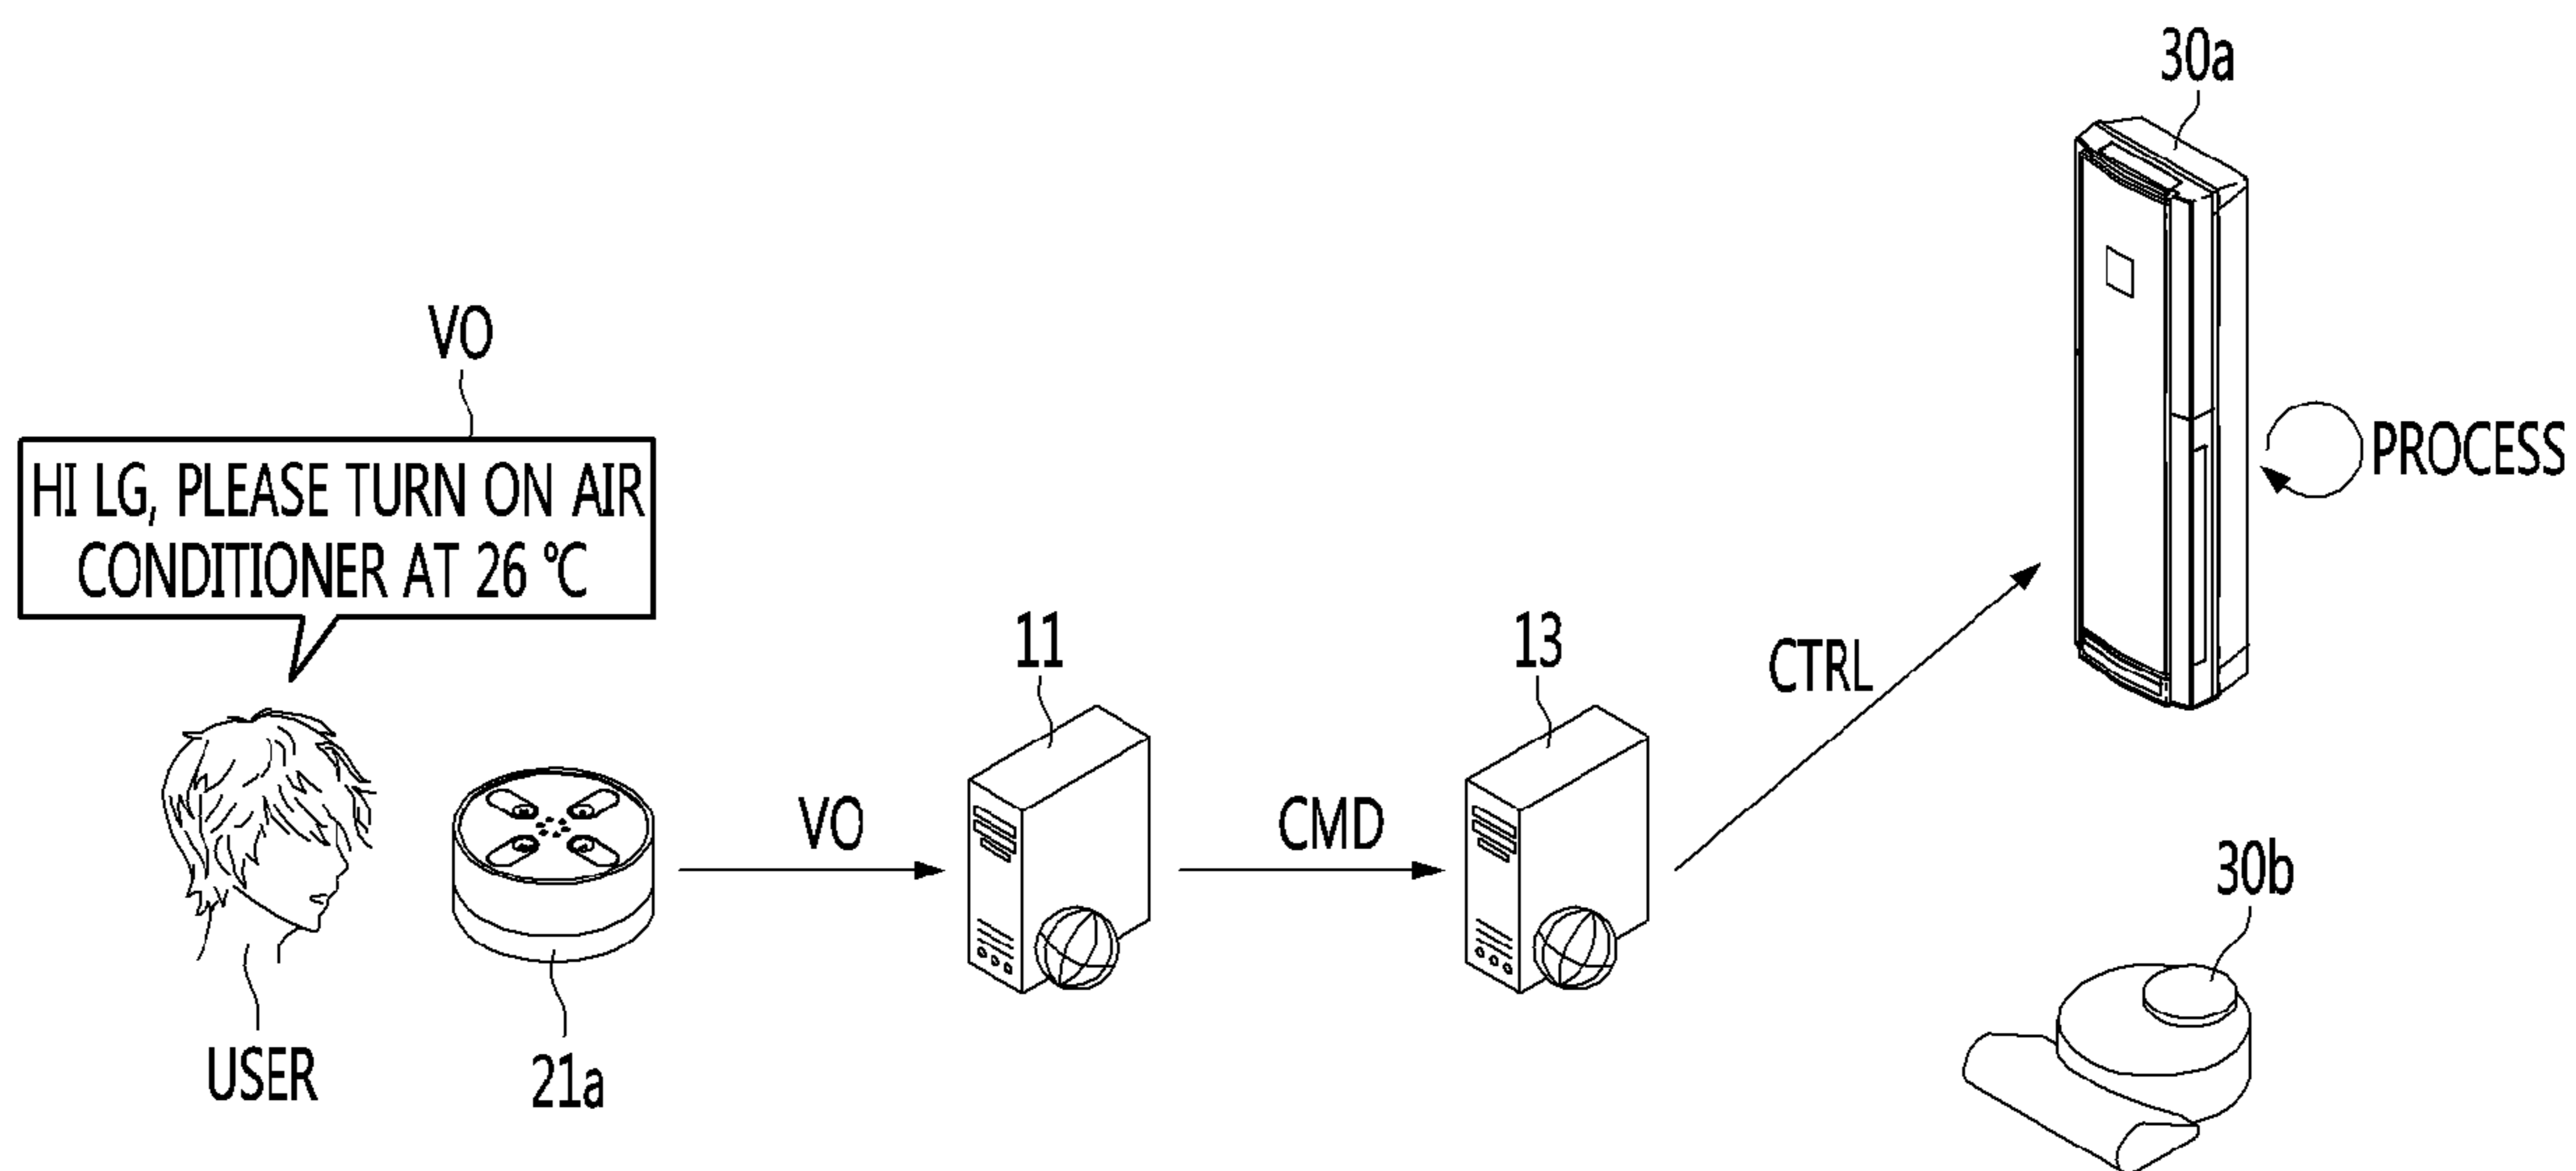 30a
VO
HI LG, PLEASE TURN ON AIR
CONDITIONER AT 26 ℃
PROCESS
11
13
CTRL
VO
CMD
30b
USER
21a